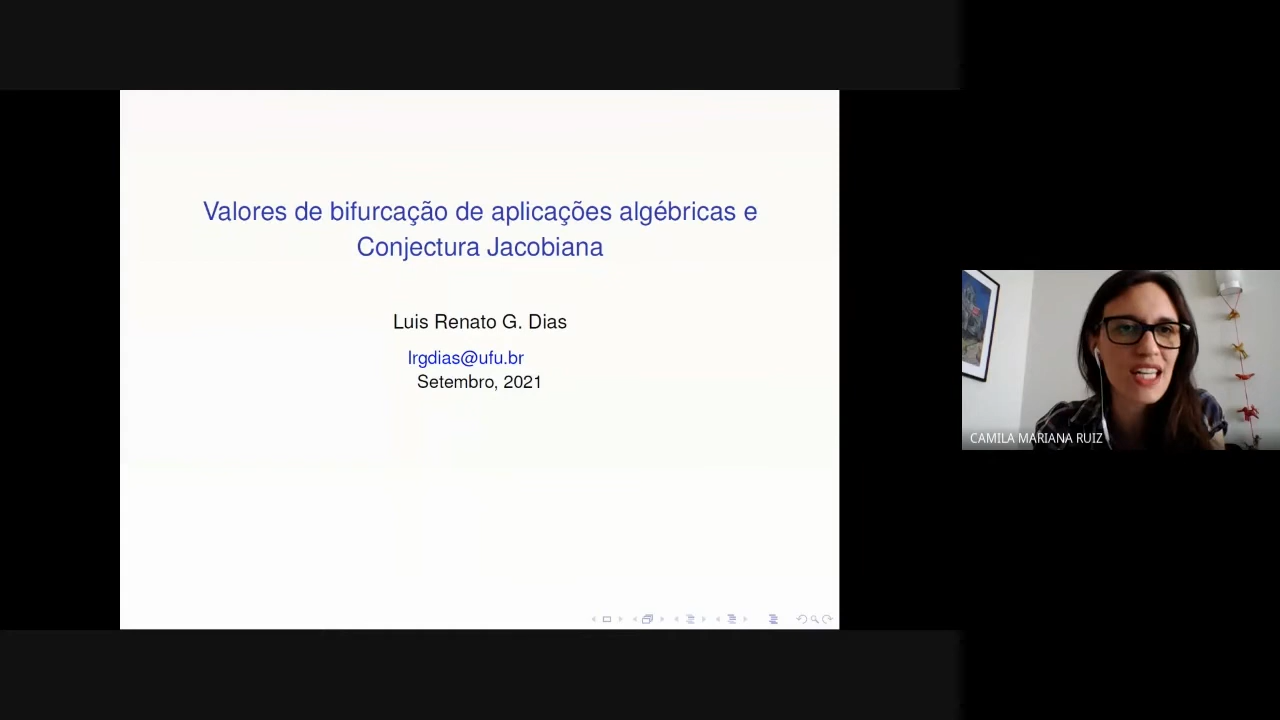 Valores de bifurcação de aplicações algébricas e
Conjectura Jacobiana
Luis Renato G. Dias
lrgdias@ufu.br
Setembro, 2021
CAMILA MARIANA RUIZ